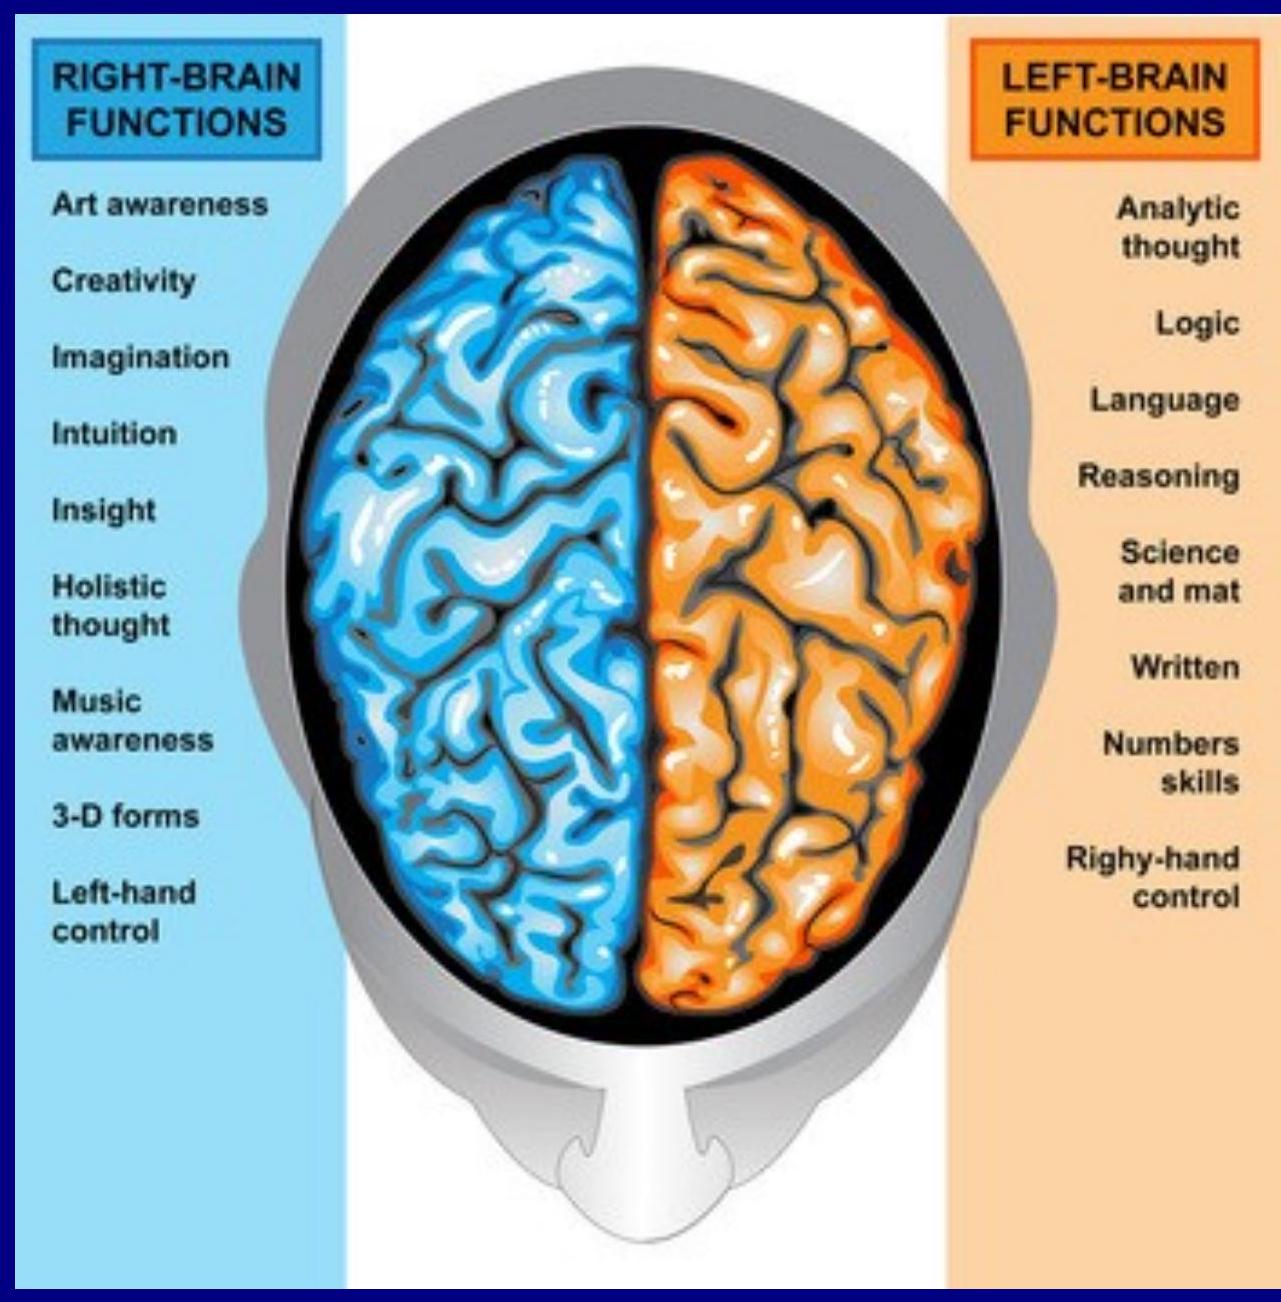 RIGHT-BRAIN
FUNCTIONS
Art awareness
Creativity
Imagination
Intuition
Insight
Holistic
thought
Music
awareness
3-D forms
Left-hand
control
LEFT-BRAIN
FUNCTIONS
Analytic
thought
Logic
Language
Reasoning
Science
and mat
Written
Numbers
skills
Righy-hand
control